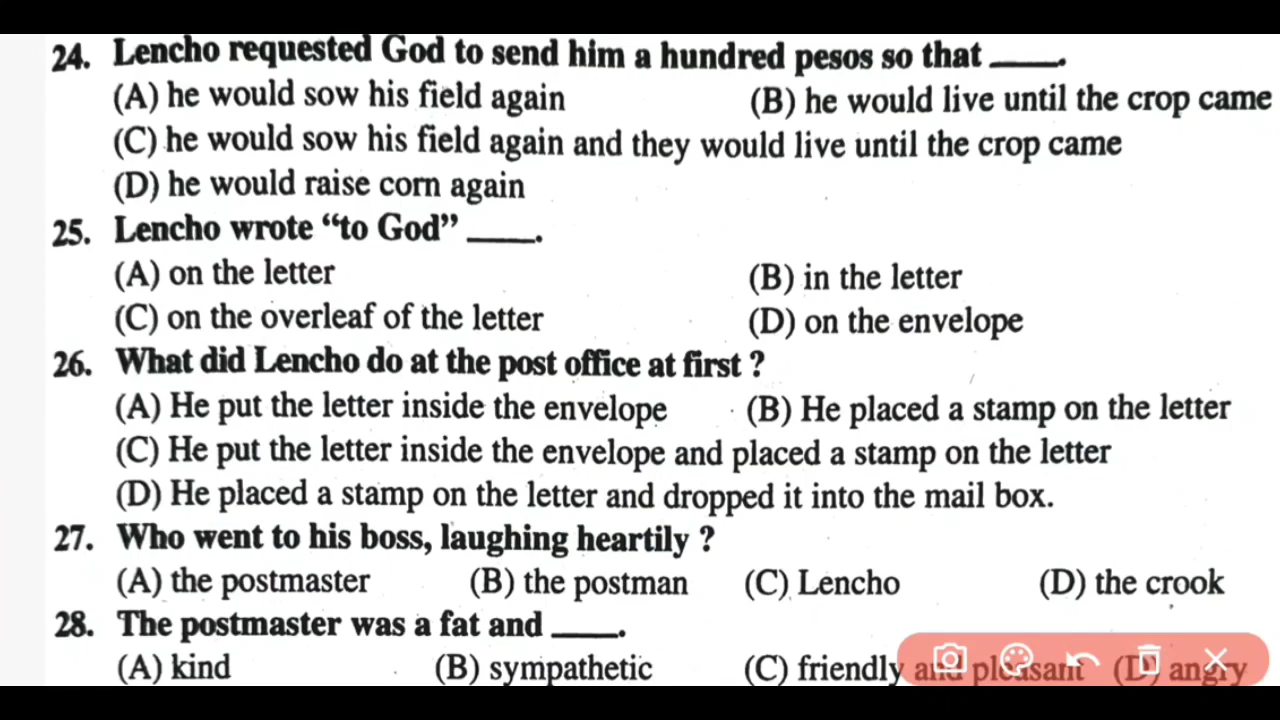 24. Lencho requested God to send him a hundred pesos so that ____.
(A) he would sow his field again (B) he would live until the crop came
(C) he would sow his field again and they would live until the crop came
(D) he would raise corn again
25. Lencho wrote “to God” ____.
(A) on the letter (B) in the letter
(C) on the overleaf of the letter (D) on the envelope
26. What did Lencho do at the post office at first ?
(A) He put the letter inside the envelope (B) He placed a stamp on the letter
(C) He put the letter inside the envelope and placed a stamp on the letter
(D) He placed a stamp on the letter and dropped it into the mail box.
27. Who went to his boss, laughing heartily ?
(A) the postmaster (B) the postman (C) Lencho (D) the crook
28. The postmaster was a fat and ____.
(A) kind (B) sympathetic (C) friendly and pleasant (D) angry